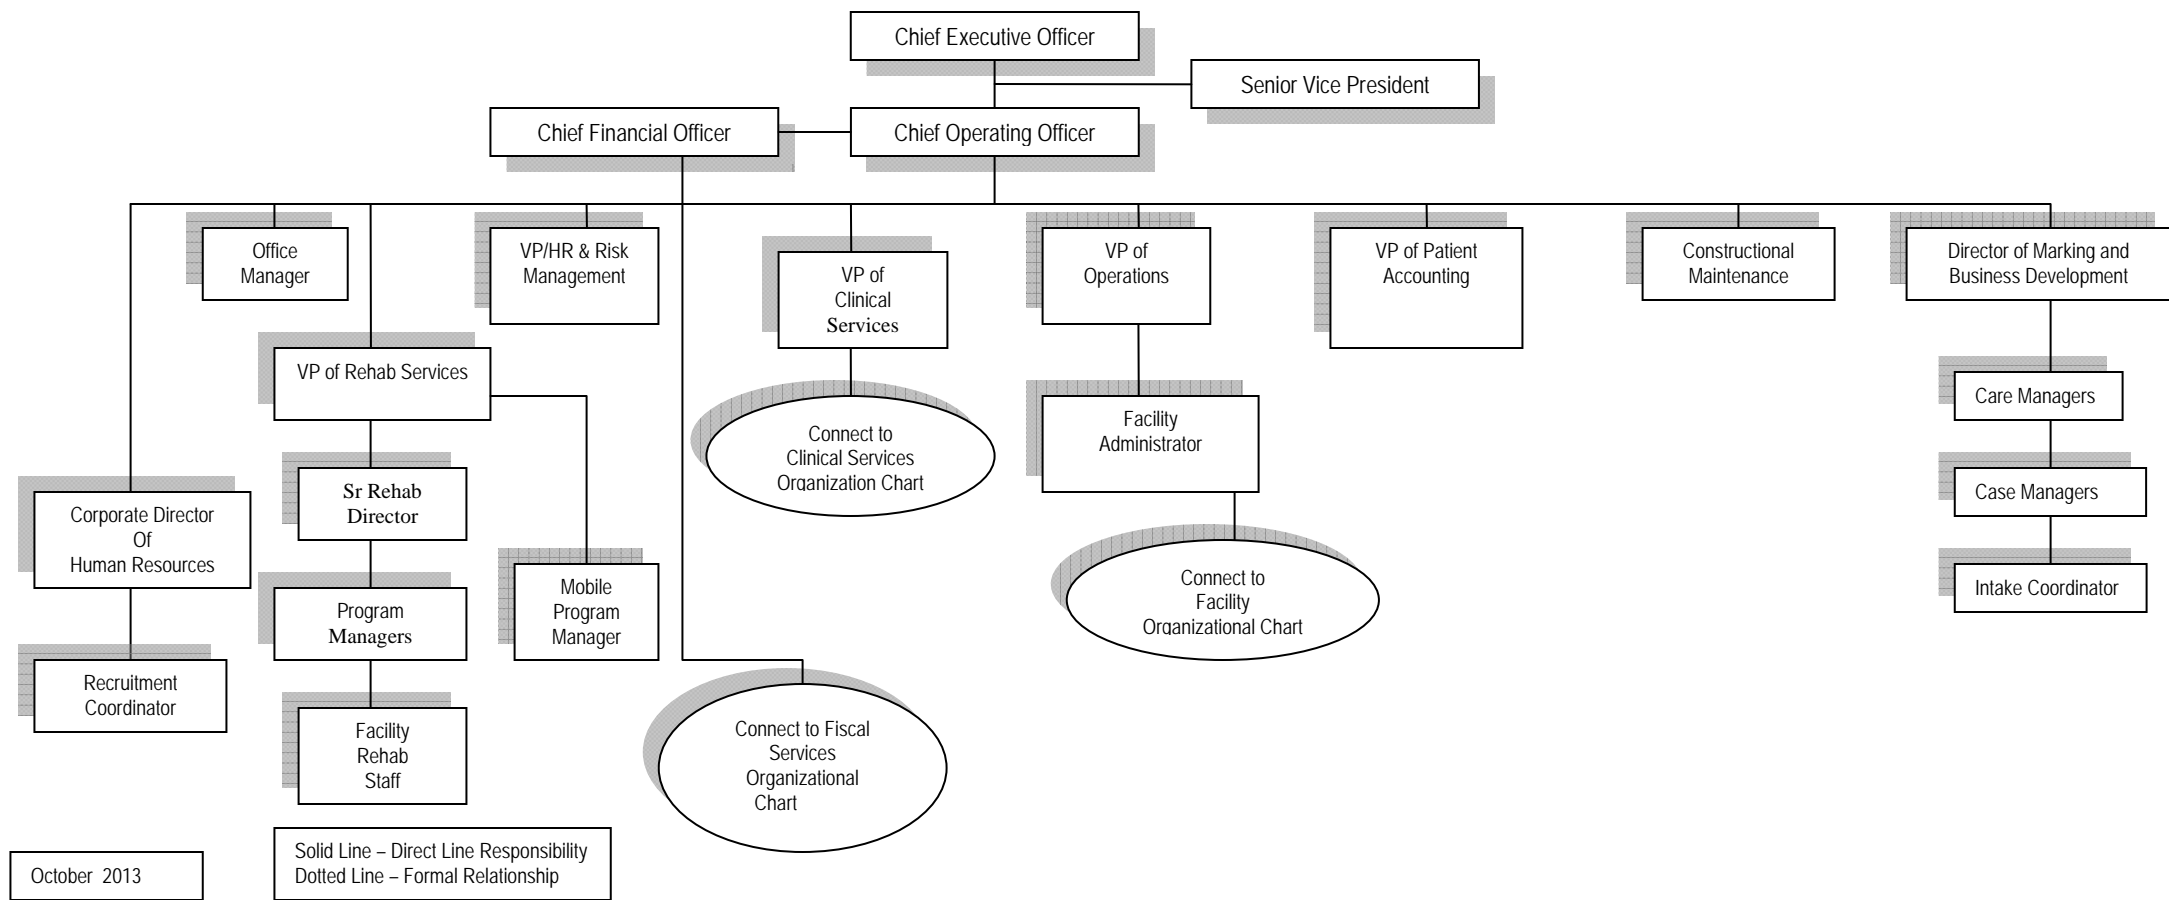 Chief Executive Officer
Senior Vice President
Chief Financial Officer
Chief Operating Officer
Office
Manager
VP/HR & Risk
Management
VP of
Clinical
Services
VP of
Operations
VP of Patient
Accounting
Constructional
Maintenance
Director of Marking and
Business Development
VP of Rehab Services
Care Managers
Connect to
Clinical Services
Organization Chart
Facility
Administrator
Sr Rehab
Director
Case Managers
Corporate Director
Of
Human Resources
Mobile
Program
Manager
Connect to
Facility
Organizational Chart
Intake Coordinator
Program
Managers
Recruitment
Coordinator
Facility
Rehab
Staff
Connect to Fiscal
Services
Organizational
Chart
October 2013
Solid Line – Direct Line Responsibility
Dotted Line – Formal Relationship